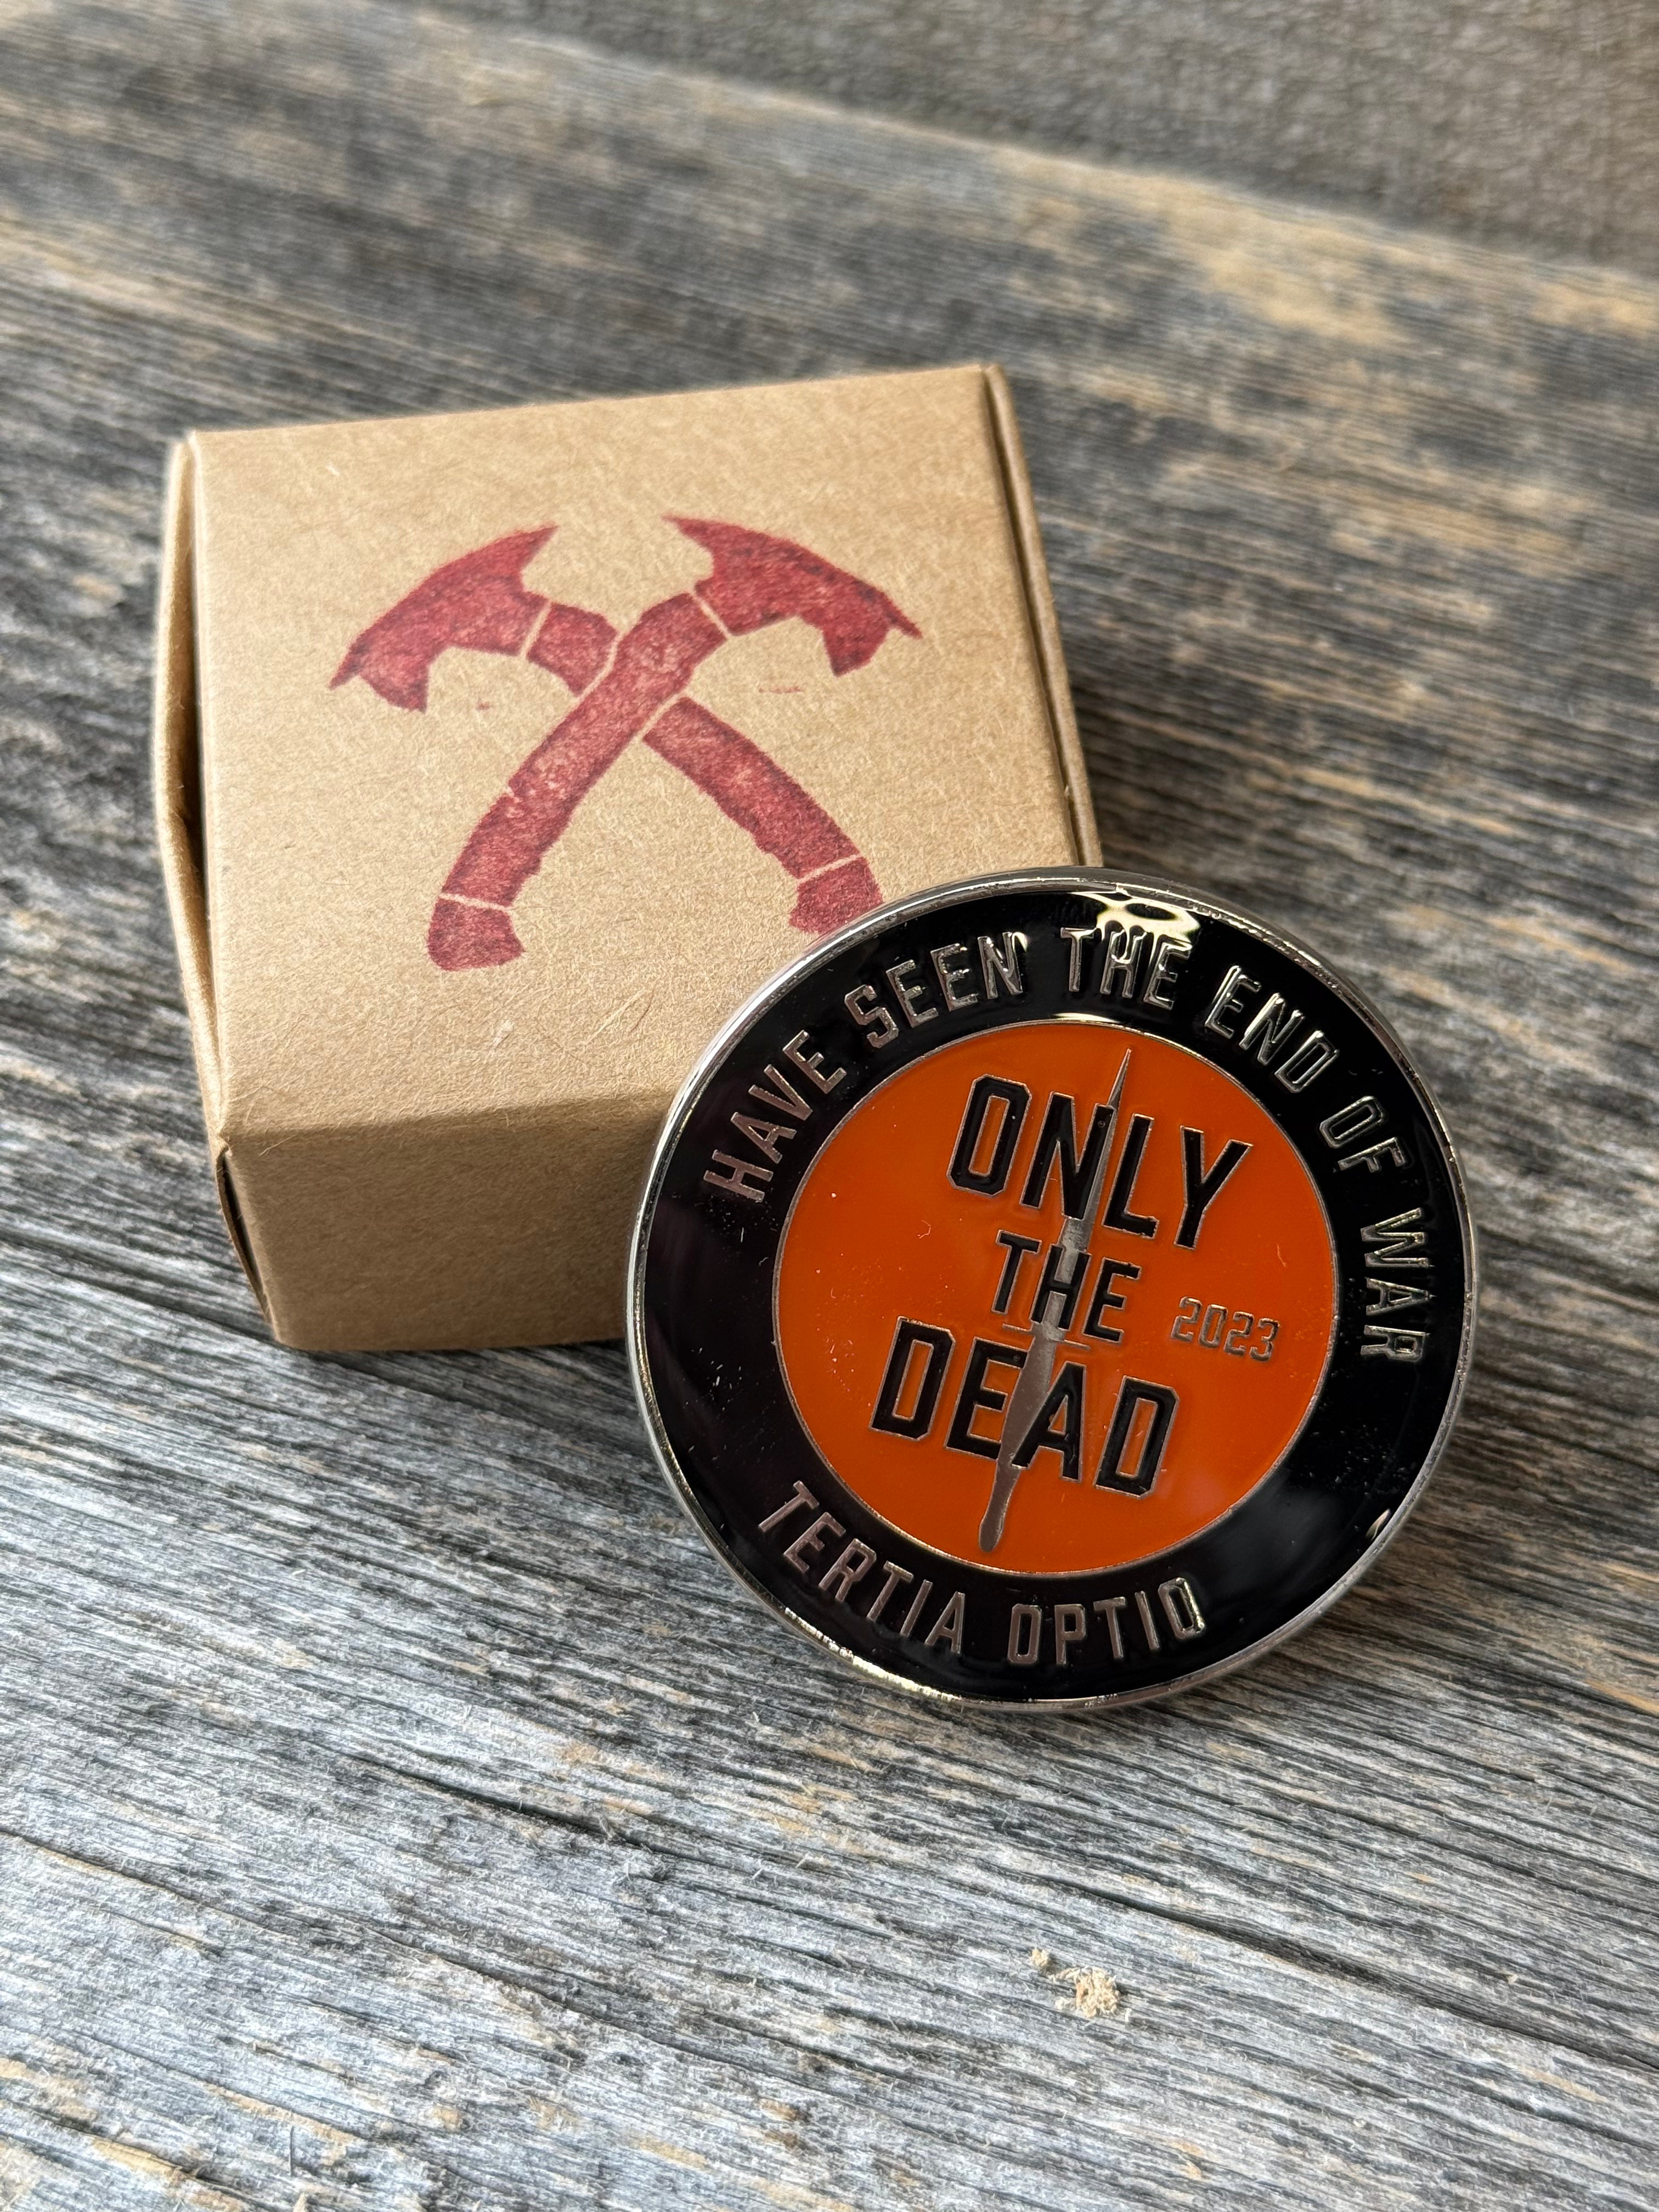 HAVE SEEN THE END OF WAR
ONLY
THE
2023
DEAD
TERTIA OPTIO